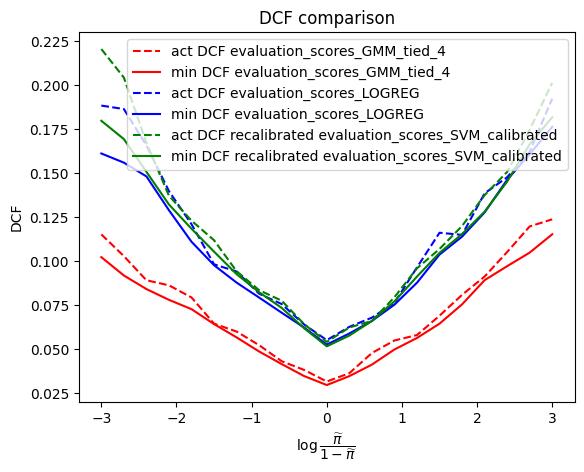 DCF comparison
act DCF evaluation_scores_GMM_tied_4
min DCF evaluation_scores_GMM_tied_4
act DCF evaluation_scores_LOGREG
min DCF evaluation_scores_LOGREG
act DCF recalibrated evaluation_scores_SVM_calibrated
min DCF recalibrated evaluation_scores_SVM_calibrated
0.225
0.200
0.175
0.150
0.125
0.100
0.075
0.050
0.025
DCF
−3 −2 −1 0 1 2 3
log π̃ / 1 − π̃